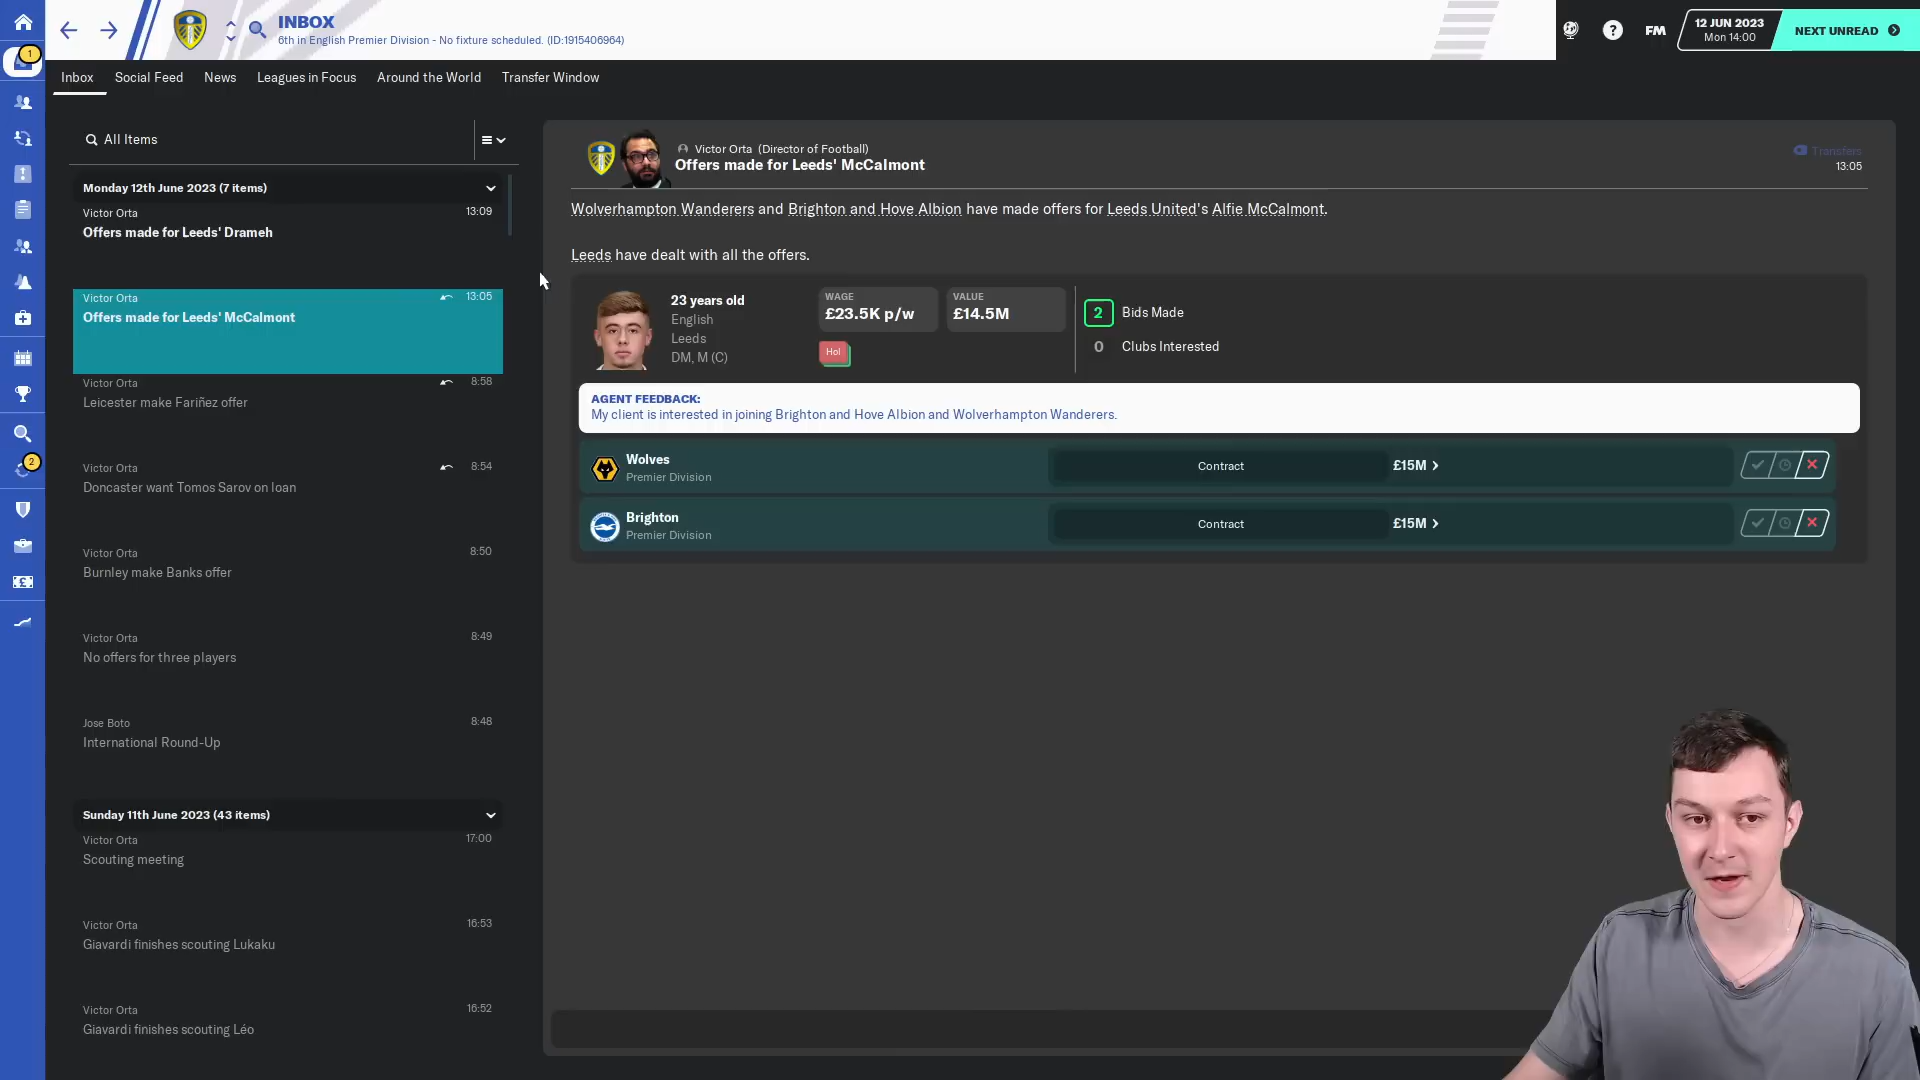 INBOX
6th in English Premier Division - No fixture scheduled. (ID:1915406964)
FM
12 JUN 2023
Mon 14:00
NEXT UNREAD
1
Inbox
Social Feed
News
Leagues in Focus
Around the World
Transfer Window
All Items
Monday 12th June 2023 (7 items)
Victor Orta
13:09
Offers made for Leeds' Drameh
Victor Orta
13:05
Offers made for Leeds' McCalmont
Victor Orta
8:58
Leicester make Fariñez offer
2
Victor Orta
8:54
Doncaster want Tomos Sarov on loan
Victor Orta
8:50
Burnley make Banks offer
Victor Orta
8:49
No offers for three players
Jose Boto
8:48
International Round-Up
Sunday 11th June 2023 (43 items)
Victor Orta
17:00
Scouting meeting
Victor Orta
16:53
Giavardi finishes scouting Lukaku
Victor Orta
16:52
Giavardi finishes scouting Léo
Victor Orta (Director of Football)
Offers made for Leeds' McCalmont
Transfers
13:05
Wolverhampton Wanderers and Brighton and Hove Albion have made offers for Leeds United's Alfie McCalmont.
Leeds have dealt with all the offers.
23 years old
English
Leeds
DM, M (C)
WAGE
£23.5K p/w
VALUE
£14.5M
Hol
2 Bids Made
0 Clubs Interested
AGENT FEEDBACK:
My client is interested in joining Brighton and Hove Albion and Wolverhampton Wanderers.
Wolves
Premier Division
Contract
£15M
Brighton
Premier Division
Contract
£15M